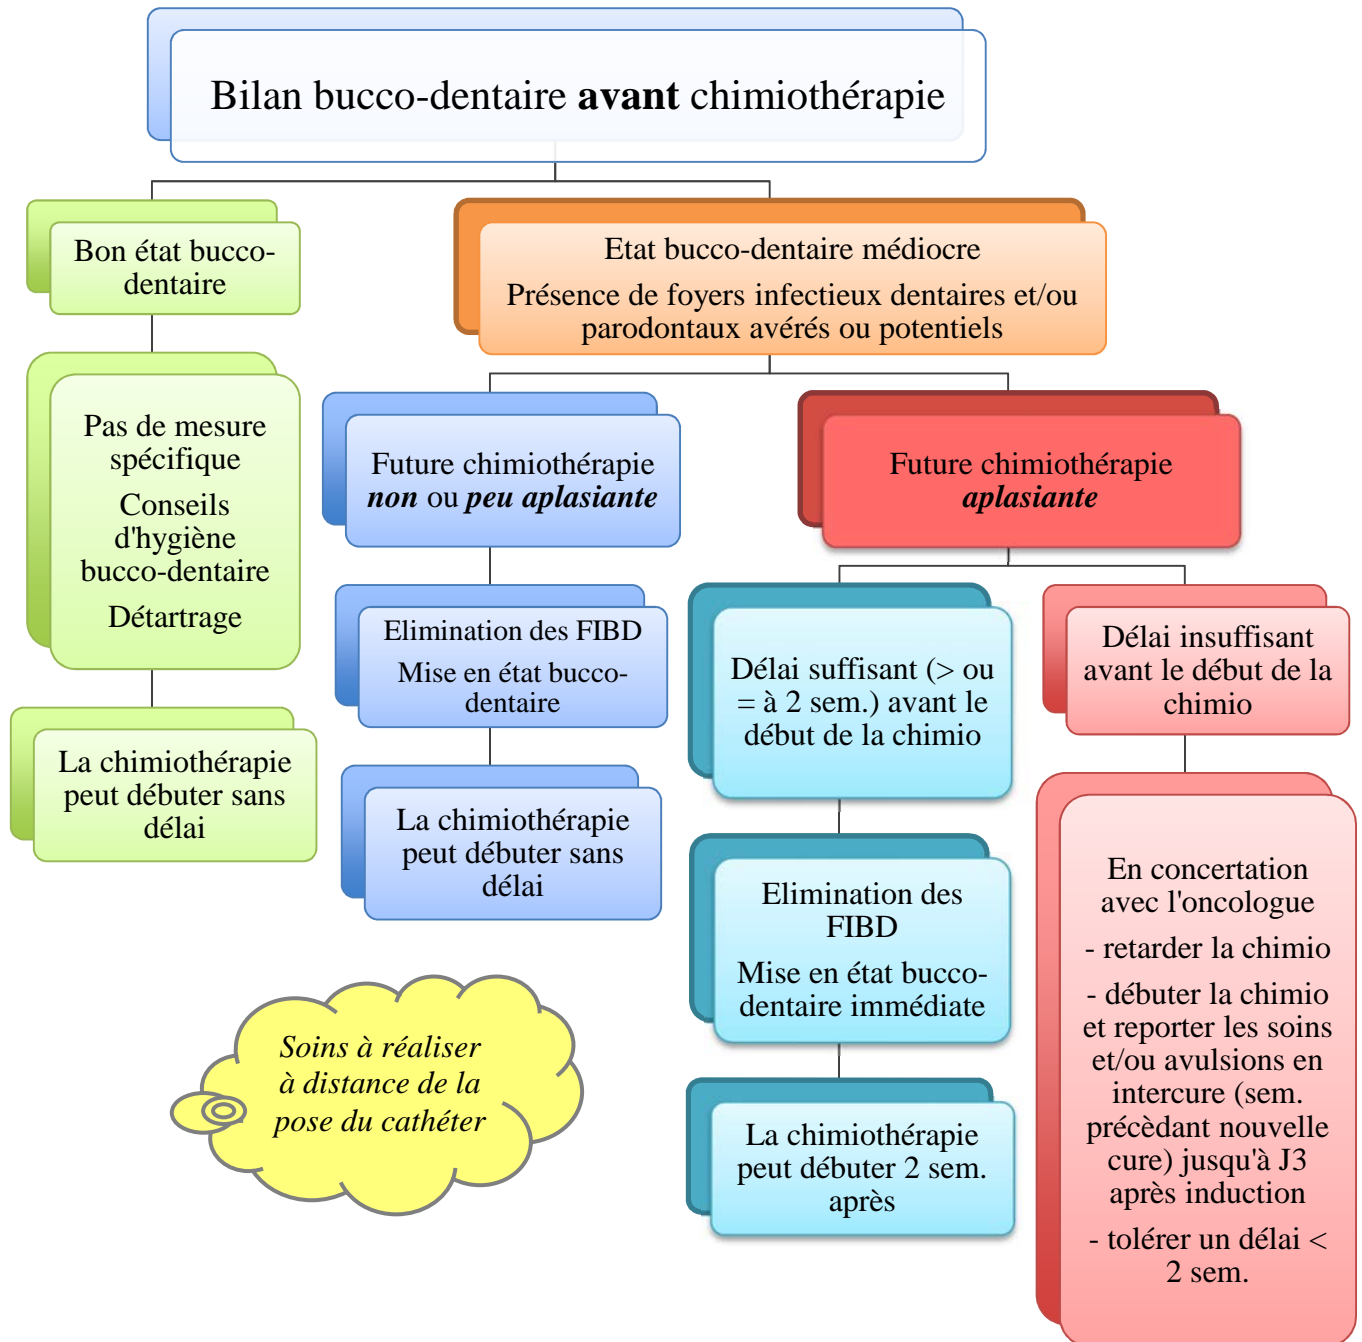 Bilan bucco-dentaire avant chimiothérapie
Bon état bucco-
dentaire
Pas de mesure
spécifique
Conseils
d'hygiène
bucco-dentaire
Détartrage
La chimiothérapie
peut débuter sans
délai
Etat bucco-dentaire médiocre
Présence de foyers infectieux dentaires et/ou
parodontaux avérés ou potentiels
Future chimiothérapie
non ou peu aplasiante
Elimination des FIBD
Mise en état bucco-
dentaire
La chimiothérapie
peut débuter sans
délai
Future chimiothérapie
aplasiante
Délai suffisant (> ou
= à 2 sem.) avant le
début de la chimio
Elimination des
FIBD
Mise en état bucco-
dentaire immédiate
La chimiothérapie
peut débuter 2 sem.
après
Délai insuffisant
avant le début de la
chimio
En concertation
avec l'oncologue
- retarder la chimio
- débuter la chimio
et reporter les soins
et/ou avulsions en
intercure (sem.
précèdant nouvelle
cure) jusqu'à J3
après induction
- tolérer un délai <
2 sem.
Soins à réaliser
à distance de la
pose du cathéter